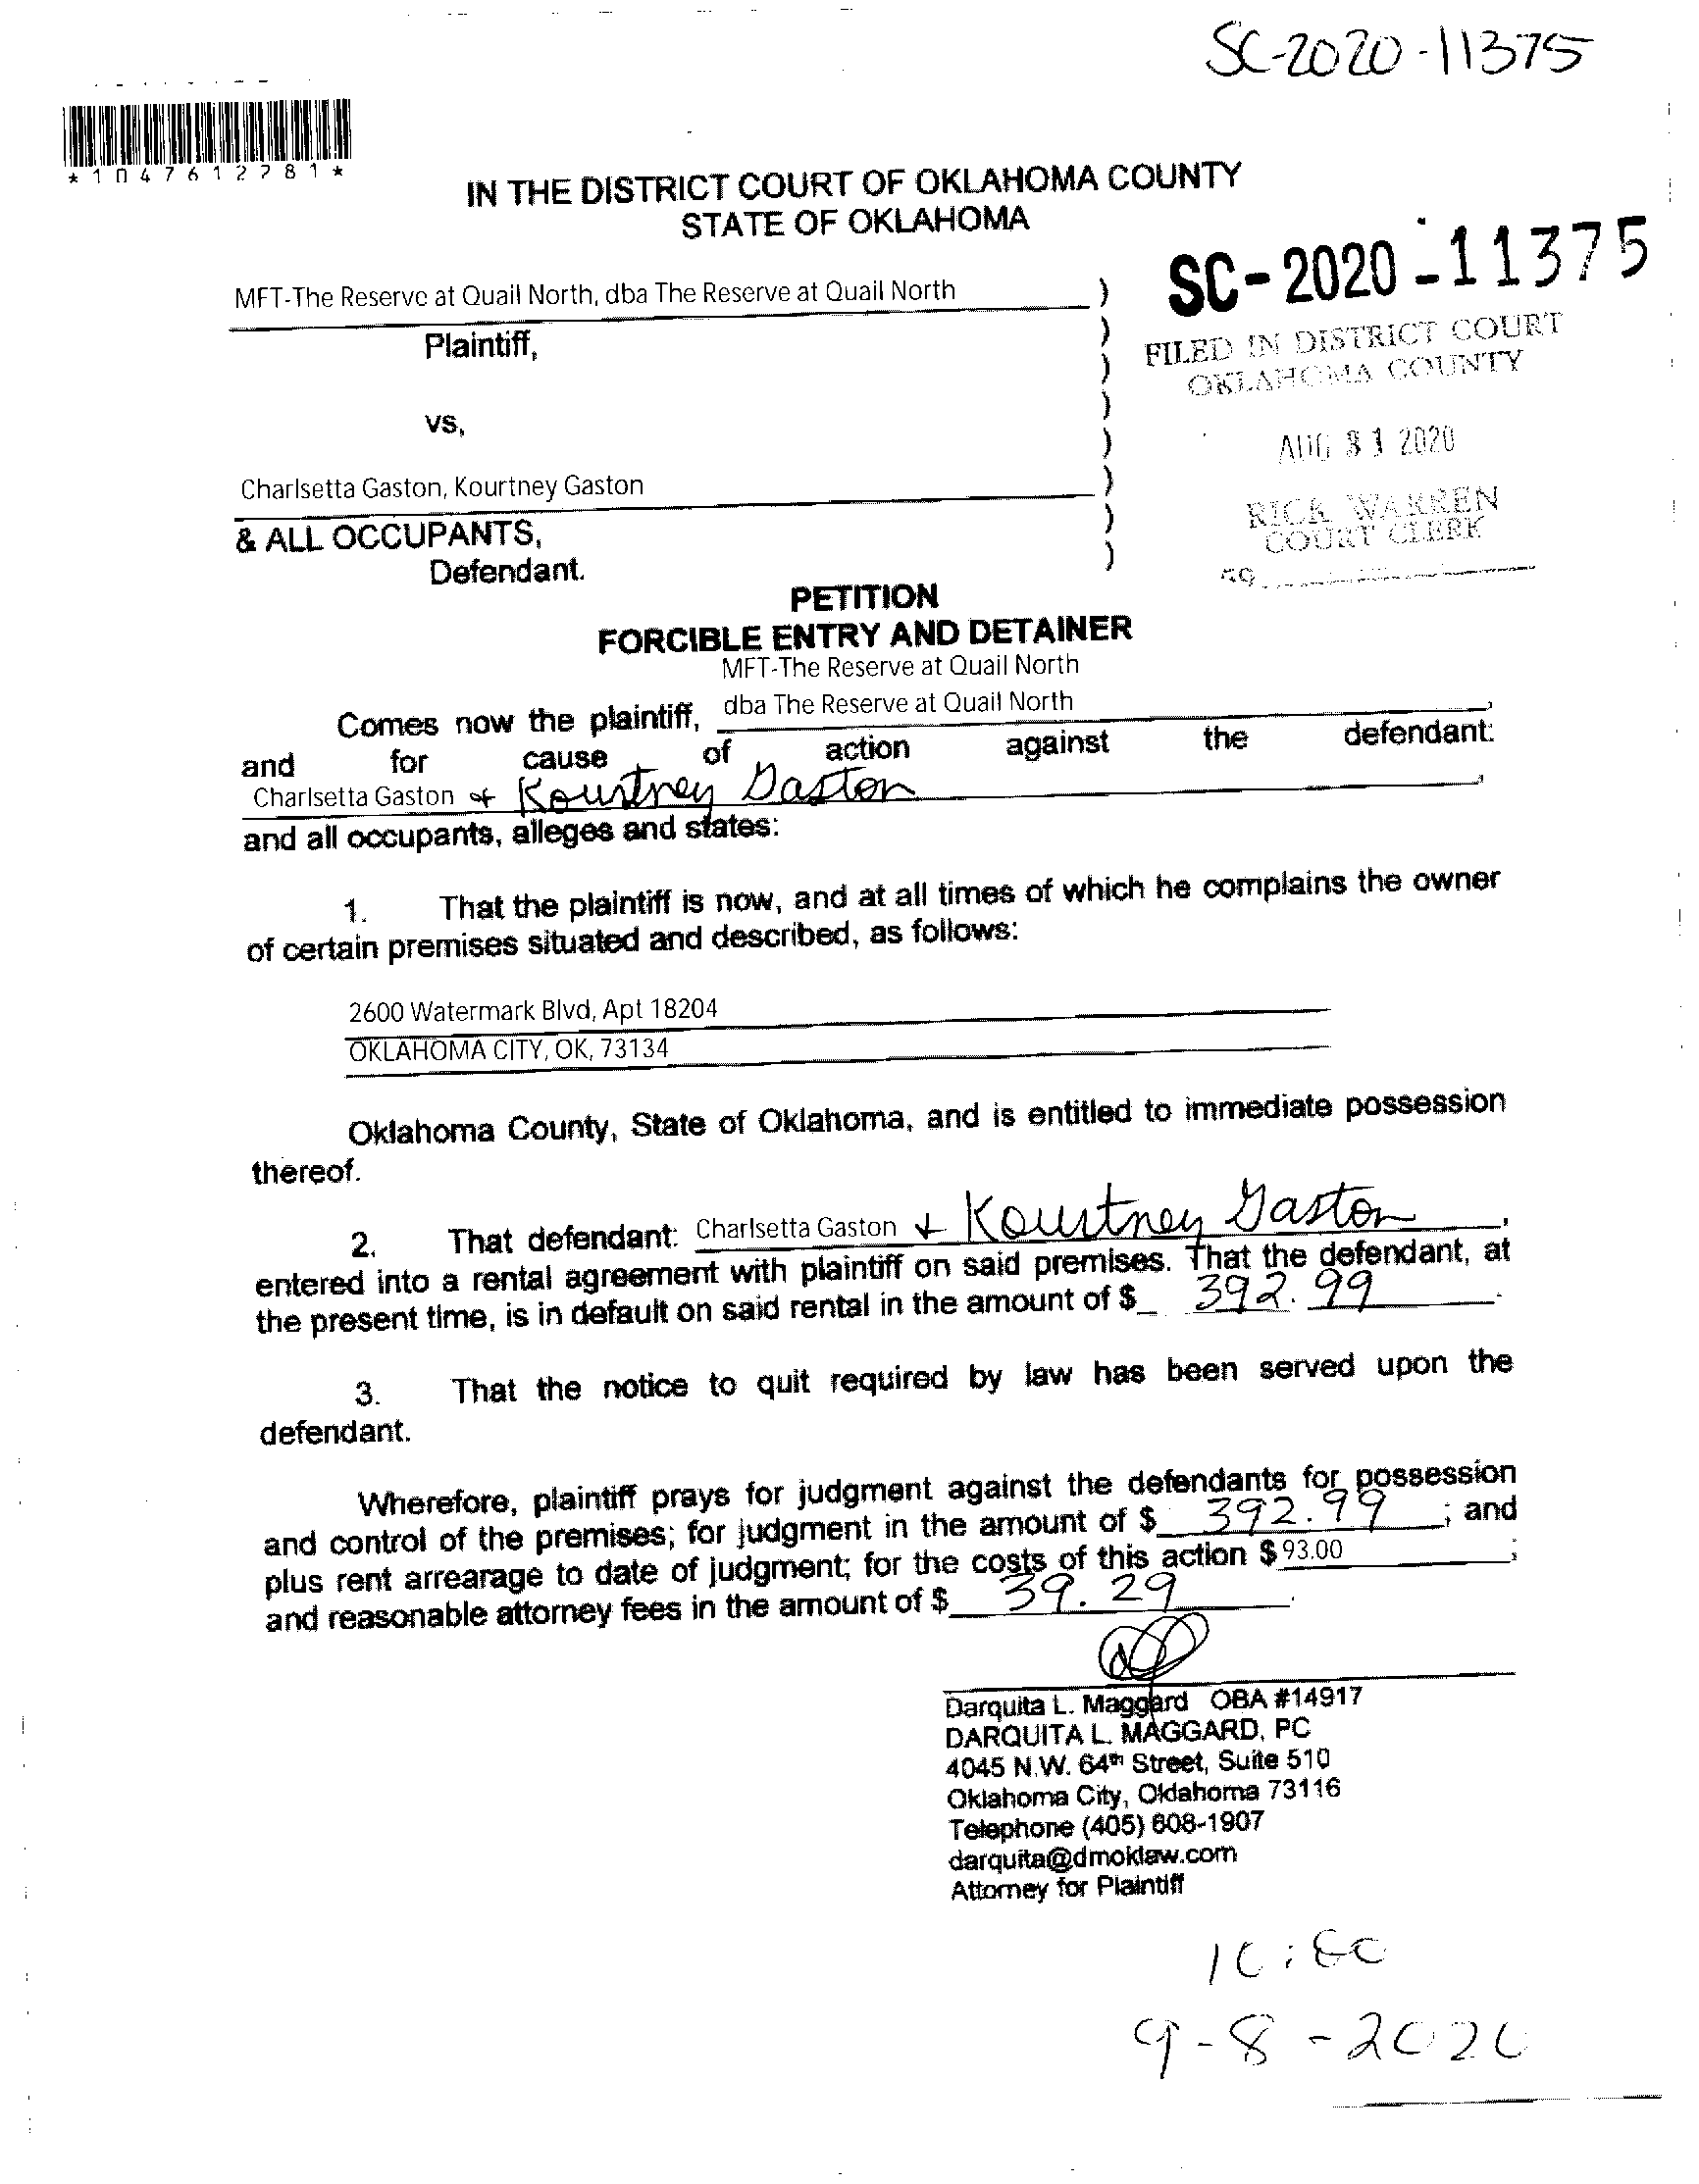 SC-2020-11375
*1047612781*
IN THE DISTRICT COURT OF OKLAHOMA COUNTY
STATE OF OKLAHOMA
SC-2020-11375
MFT-The Reserve at Quail North, dba The Reserve at Quail North )
Plaintiff, )
FILED IN DISTRICT COURT
OKLAHOMA COUNTY
vs,
AUG 31 2020
Charlsetta Gaston, Kourtney Gaston )
& ALL OCCUPANTS, )
Defendant. )
RICK WARREN
COURT CLERK
PETITION
FORCIBLE ENTRY AND DETAINER
MFT-The Reserve at Quail North
Comes now the plaintiff, dba The Reserve at Quail North,
and for cause of action against the defendant:
Charlsetta Gaston & Kourtney Gaston,
and all occupants, alleges and states:
1. That the plaintiff is now, and at all times of which he complains the owner
of certain premises situated and described, as follows:
2600 Watermark Blvd, Apt 18204
OKLAHOMA CITY, OK, 73134
Oklahoma County, State of Oklahoma, and is entitled to immediate possession
thereof.
2. That defendant: Charlsetta Gaston & Kourtney Gaston,
entered into a rental agreement with plaintiff on said premises. That the defendant, at
the present time, is in default on said rental in the amount of $ 392.99.
3. That the notice to quit required by law has been served upon the
defendant.
Wherefore, plaintiff prays for judgment against the defendants for possession
and control of the premises; for judgment in the amount of $ 392.99; and
plus rent arrearage to date of judgment; for the costs of this action $ 93.00;
and reasonable attorney fees in the amount of $ 39.29.
Darquita L. Maggard OBA #14917
DARQUITA L. MAGGARD, PC
4045 N.W. 64th Street, Suite 510
Oklahoma City, Oklahoma 73116
Telephone (405) 608-1907
darquita@dmoklaw.com
Attorney for Plaintiff
9-8-2020